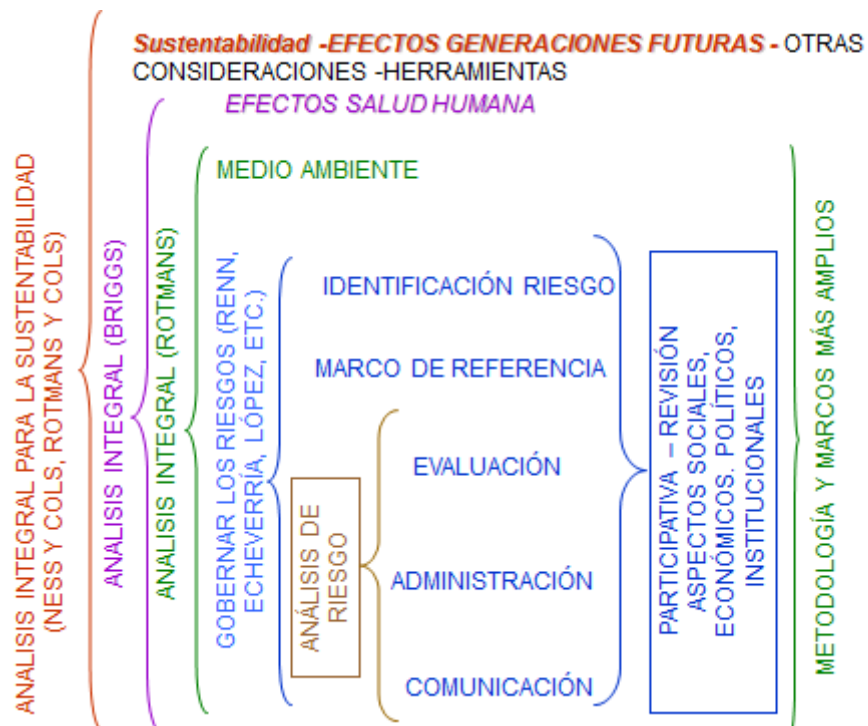 Sustentabilidad -EFECTOS GENERACIONES FUTURAS - OTRAS
CONSIDERACIONES -HERRAMIENTAS
EFECTOS SALUD HUMANA
MEDIO AMBIENTE
ANALISIS INTEGRAL PARA LA SUSTENTABILIDAD
(NESS Y COLS, ROTMANS Y COLS)
ANALISIS INTEGRAL (BRIGGS)
ANALISIS INTEGRAL (ROTMANS)
GOBERNAR LOS RIESGOS (RENN,
ECHEVERRÍA, LÓPEZ, ETC.)
ANÁLISIS DE
RIESGO
IDENTIFICACIÓN RIESGO
MARCO DE REFERENCIA
EVALUACIÓN
ADMINISTRACIÓN
COMUNICACIÓN
PARTICIPATIVA – REVISIÓN
ASPECTOS SOCIALES,
ECONÓMICOS. POLÍTICOS,
INSTITUCIONALES
METODOLOGÍA Y MARCOS MÁS AMPLIOS